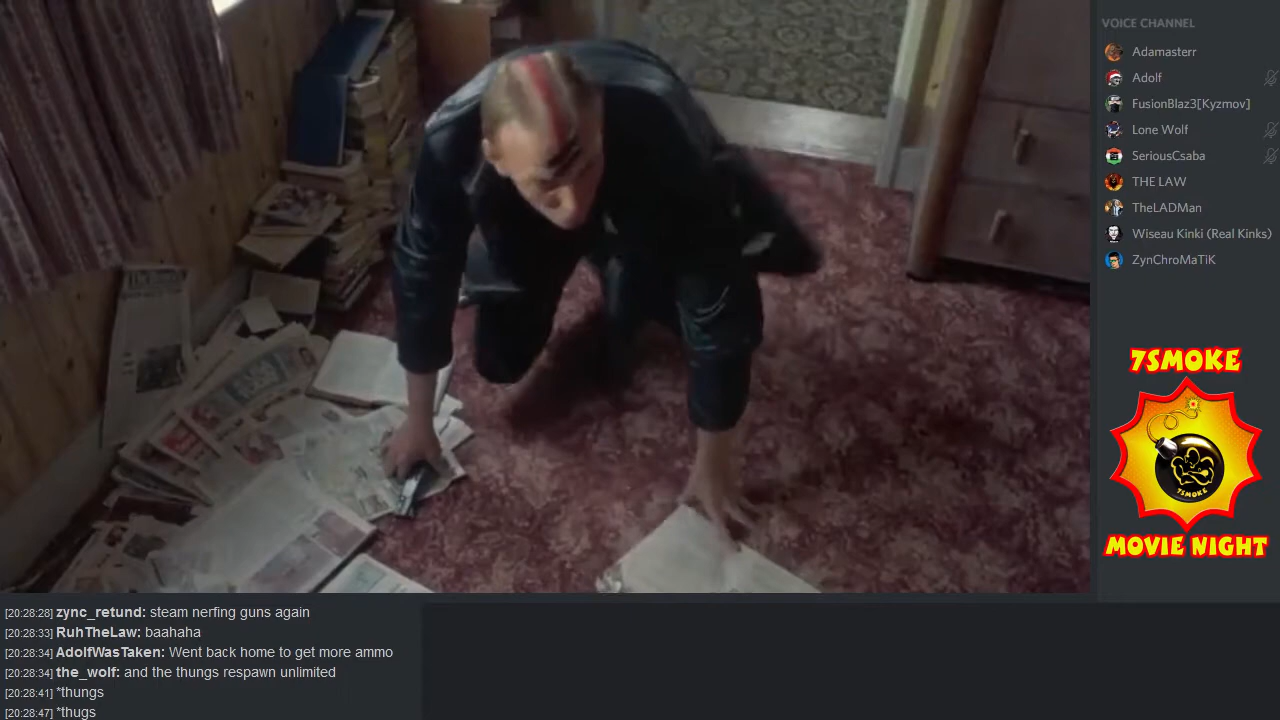 VOICE CHANNEL
Adamasterr
Adolf
FusionBlaz3[Kyzmov]
Lone Wolf
SeriousCsaba
THE LAW
TheLADMan
Wiseau Kinki (Real Kinks)
ZynChroMaTiK
7SMOKE
7SMOKE
MOVIE NIGHT
[20:28:28] zync_retund: steam nerfing guns again
[20:28:33] RuhTheLaw: baahaha
[20:28:34] AdolfWasTaken: Went back home to get more ammo
[20:28:34] the_wolf: and the thungs respawn unlimited
[20:28:41] *thungs
[20:28:47] *thugs